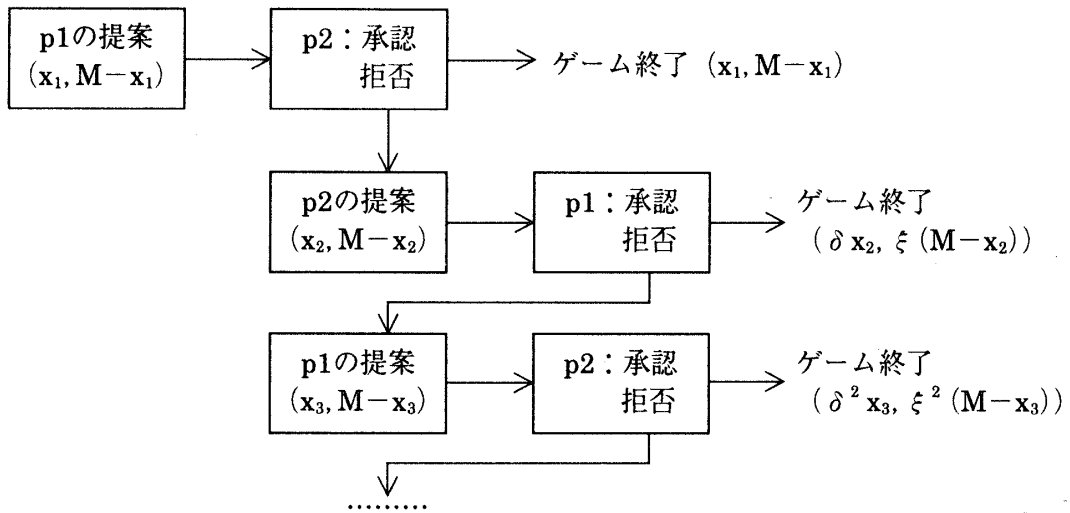 p1の提案
(x₁, M－x₁)
p2：承認
拒否
ゲーム終了 (x₁, M－x₁)
p2の提案
(x₂, M－x₂)
p1：承認
拒否
ゲーム終了
(δ x₂, ξ (M－x₂))
p1の提案
(x₃, M－x₃)
p2：承認
拒否
ゲーム終了
(δ² x₃, ξ² (M－x₃))
………